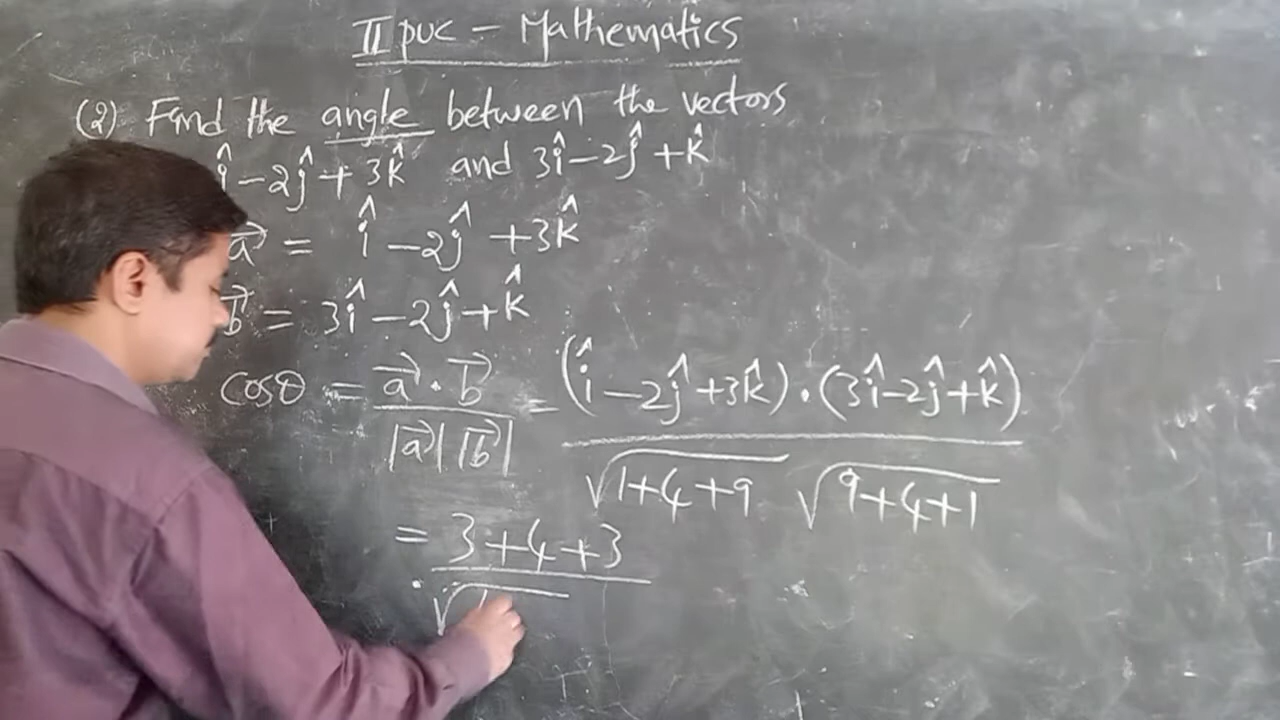 II puc - Mathematics
(2) Find the angle between the vectors
î - 2ĵ + 3k̂ and 3î - 2ĵ + k̂
a⃗ = î - 2ĵ + 3k̂
b⃗ = 3î - 2ĵ + k̂
cosθ = a⃗ · b⃗ / |a⃗| |b⃗| = (î - 2ĵ + 3k̂) · (3î - 2ĵ + k̂) / √1+4+9 √9+4+1
= 3+4+3 / √1